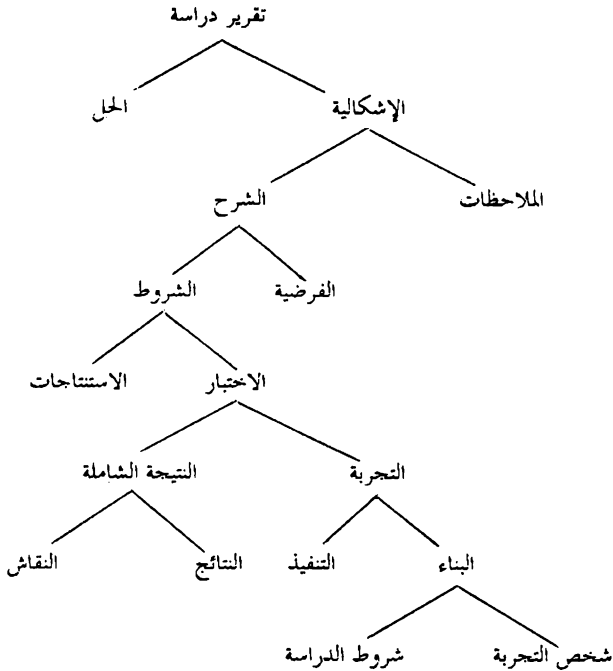 تقرير دراسة
الإشكالية الحل
الملاحظات الشرح
الفرضية الشروط
الاختبار الاستنتاجات
التجربة النتيجة الشاملة
البناء التنفيذ النتائج النقاش
شخص التجربة شروط الدراسة